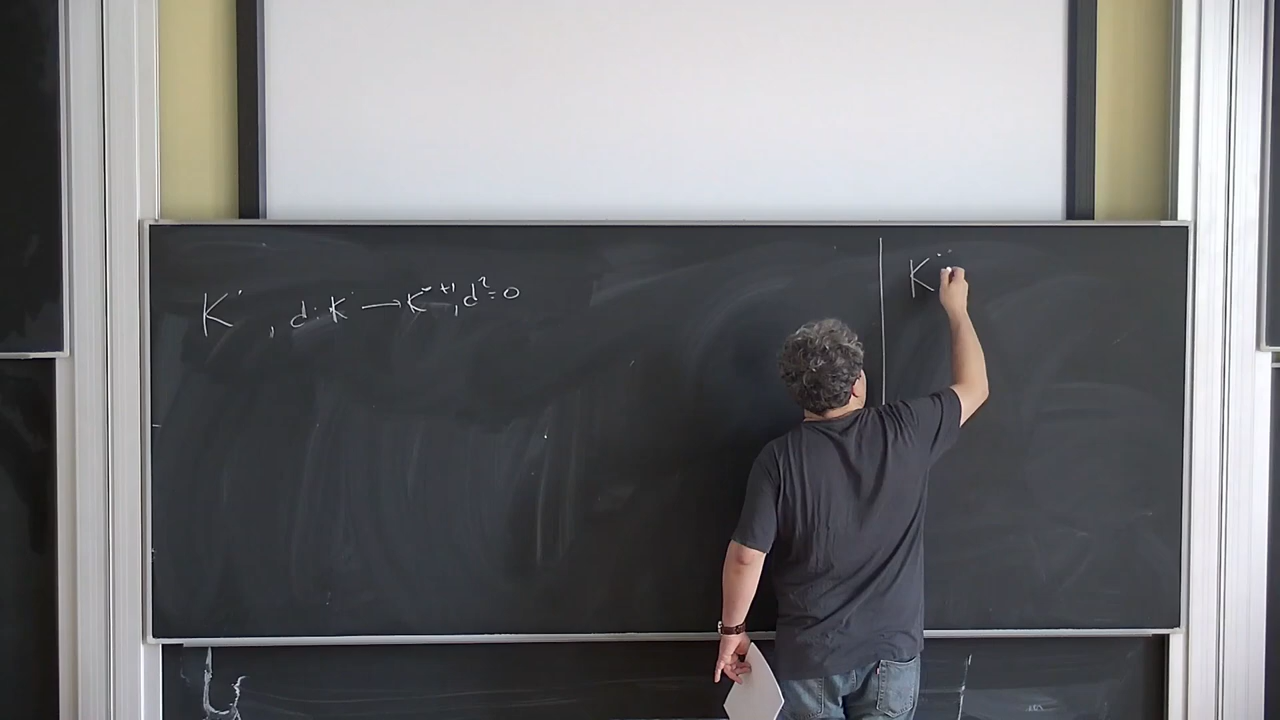 K^•, d: K^• → K^{•+1}, d² = 0
K^{••}